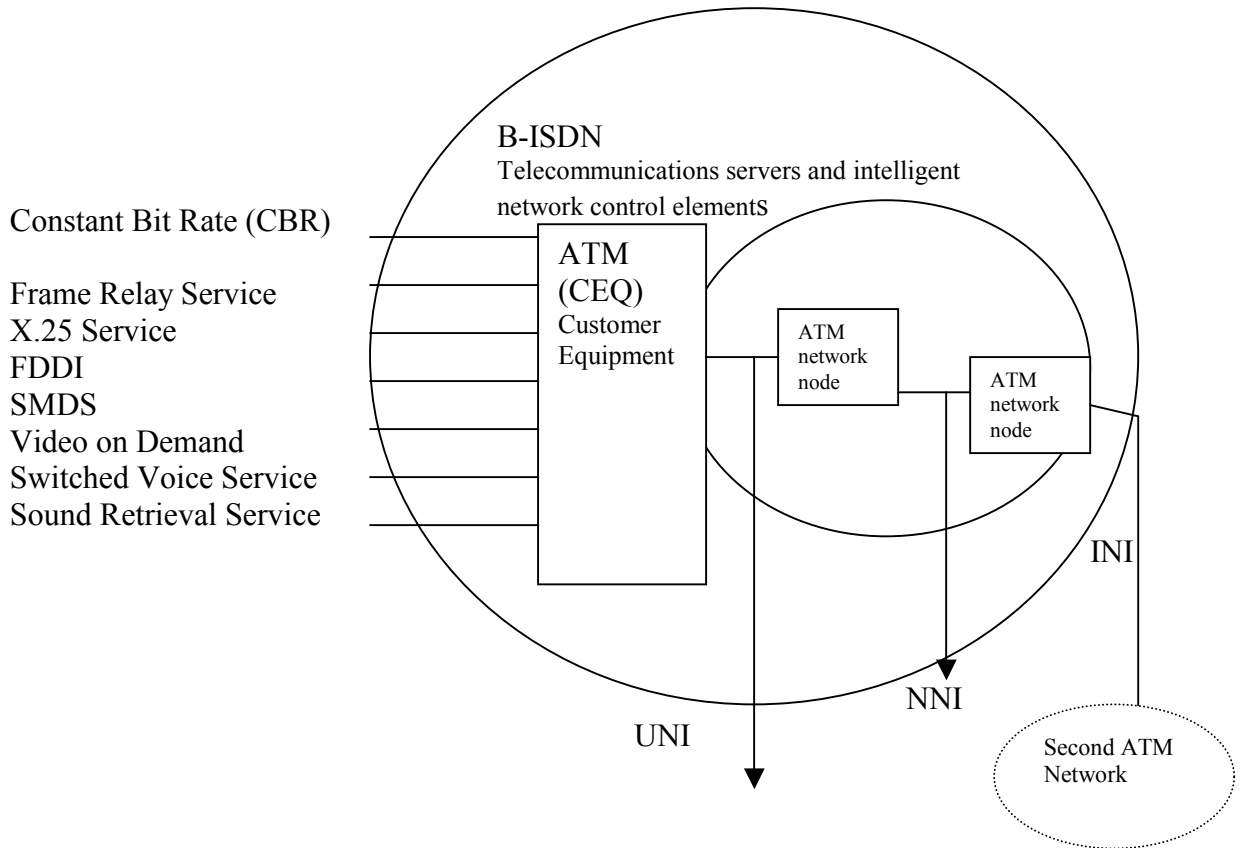 B-ISDN
Telecommunications servers and intelligent
network control elements
Constant Bit Rate (CBR)
Frame Relay Service
X.25 Service
FDDI
SMDS
Video on Demand
Switched Voice Service
Sound Retrieval Service
ATM
(CEQ)
Customer
Equipment
ATM
network
node
ATM
network
node
INI
NNI
UNI
Second ATM
Network